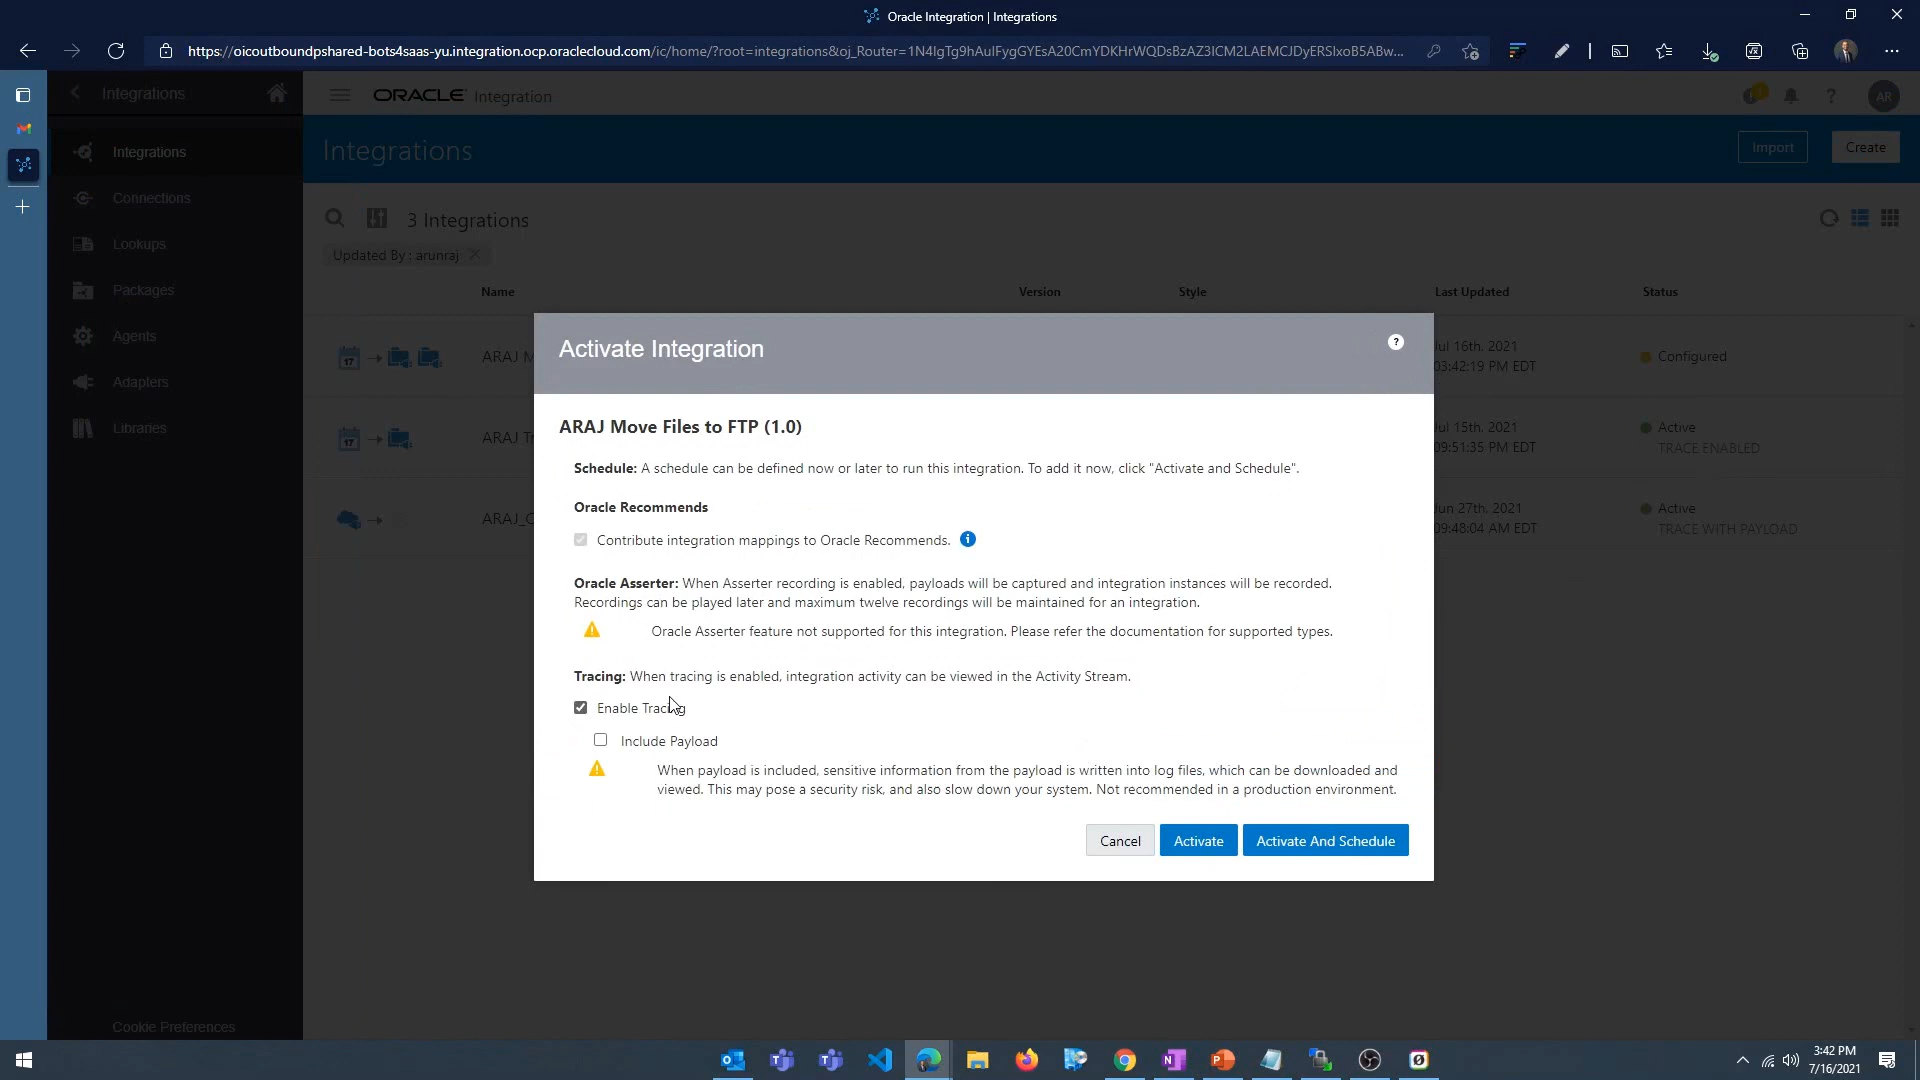 Oracle Integration | Integrations
https://oicoutboundpshared-bots4saas-yu.integration.ocp.oraclecloud.com/ic/home/?root=integrations&oj_Router=1N4IgTg9hAuIFygGYEsA20CmYDKHrWQDsBzAZ3ICM2LAEMCJDyERSIxoB5ABw...
Integrations
ORACLE Integration
AR
Integrations
Import
Create
Integrations
Connections
Lookups
Packages
Agents
Adapters
Libraries
Cookie Preferences
3 Integrations
Updated By : arunraj
Name
Version
Style
Last Updated
Status
17
ARAJ M
Jul 16th, 2021
03:42:19 PM EDT
Configured
17
ARAJ Tr
Jul 15th, 2021
09:51:35 PM EDT
Active
TRACE ENABLED
ARAJ_C
Jun 27th, 2021
09:48:04 AM EDT
Active
TRACE WITH PAYLOAD
Activate Integration
?
ARAJ Move Files to FTP (1.0)
Schedule: A schedule can be defined now or later to run this integration. To add it now, click "Activate and Schedule".
Oracle Recommends
Contribute integration mappings to Oracle Recommends.
Oracle Asserter: When Asserter recording is enabled, payloads will be captured and integration instances will be recorded.
Recordings can be played later and maximum twelve recordings will be maintained for an integration.
Oracle Asserter feature not supported for this integration. Please refer the documentation for supported types.
Tracing: When tracing is enabled, integration activity can be viewed in the Activity Stream.
Enable Tracing
Include Payload
When payload is included, sensitive information from the payload is written into log files, which can be downloaded and
viewed. This may pose a security risk, and also slow down your system. Not recommended in a production environment.
Cancel
Activate
Activate And Schedule
3:42 PM
7/16/2021